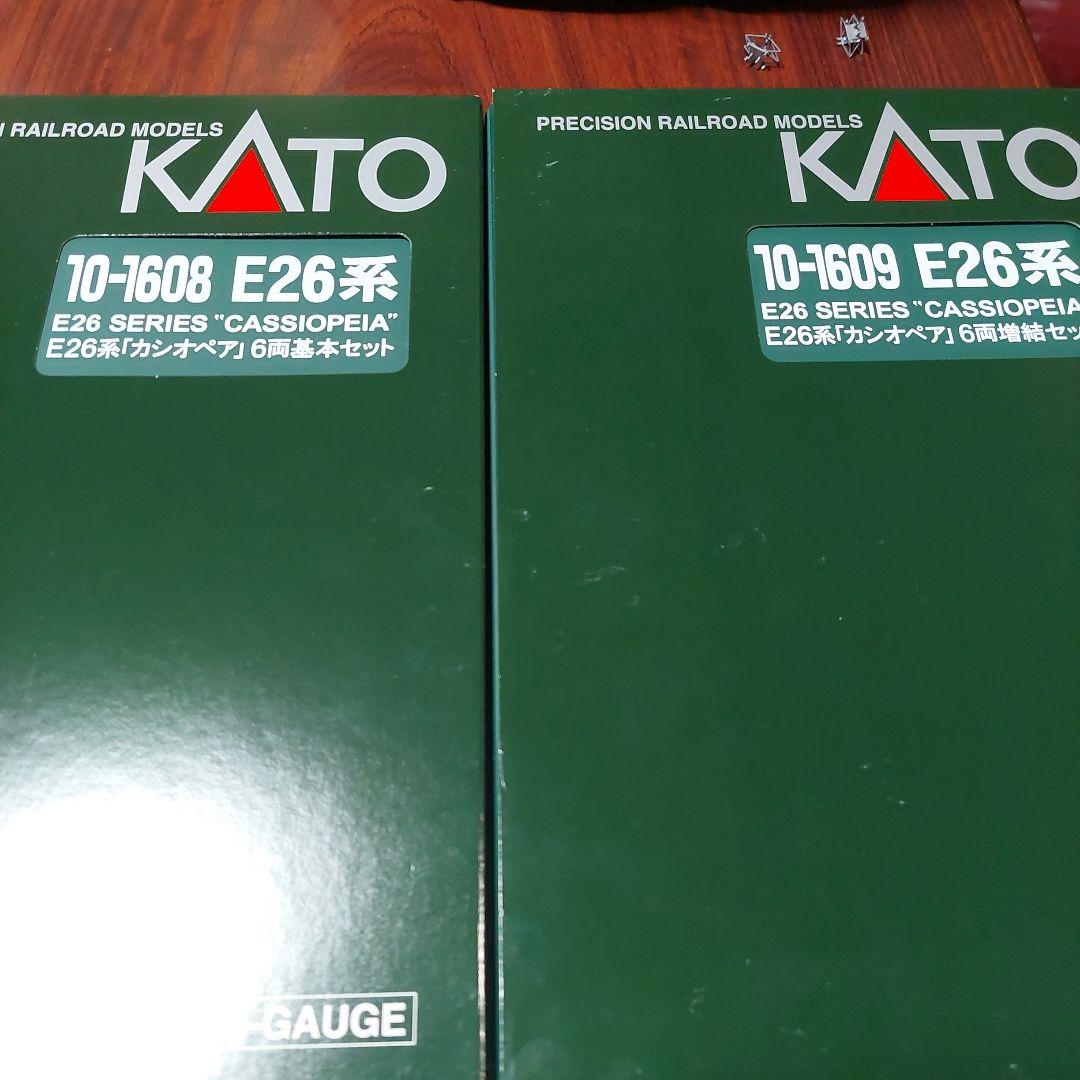 N RAILROAD MODELS
KATO
10-1608 E26系
E26 SERIES "CASSIOPEIA"
E26系「カシオペア」6両基本セット
-GAUGE
PRECISION RAILROAD MODELS
KATO
10-1609 E26系
E26 SERIES "CASSIOPEIA
E26系「カシオペア」6両増結セッ